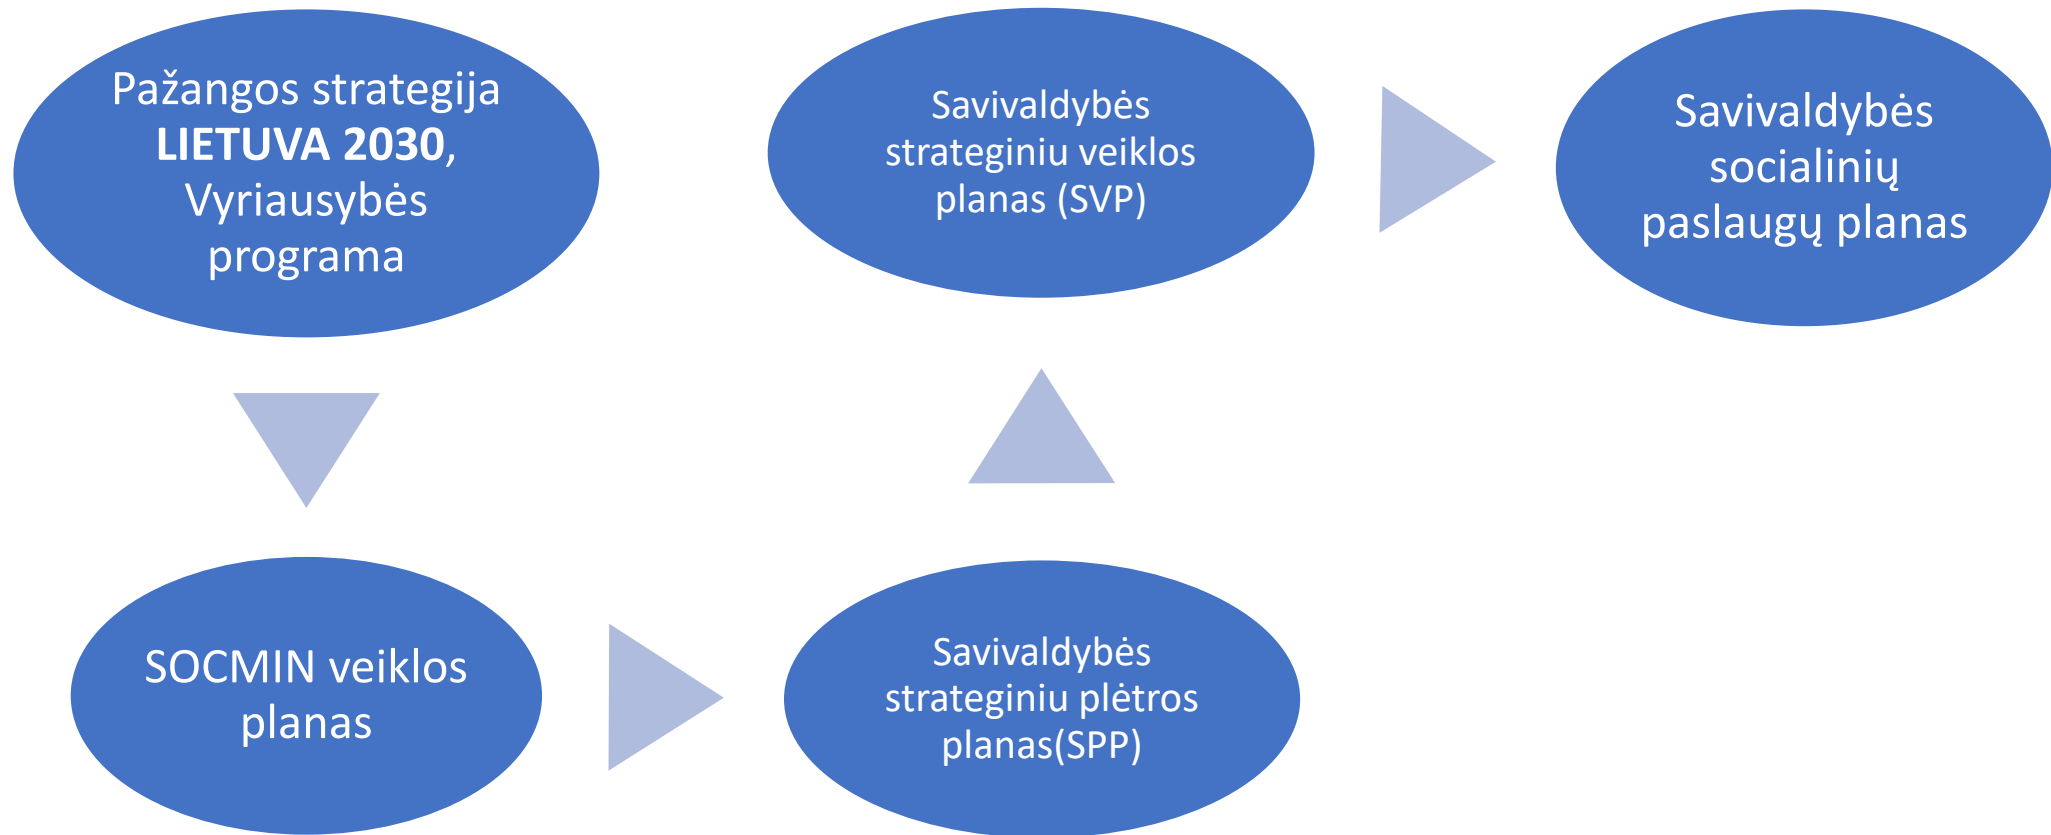 Pažangos strategija
LIETUVA 2030,
Vyriausybės
programa
SOCMIN veiklos
planas
Savivaldybės
strateginiu plėtros
planas(SPP)
Savivaldybės
strateginiu veiklos
planas (SVP)
Savivaldybės
socialinių
paslaugų planas